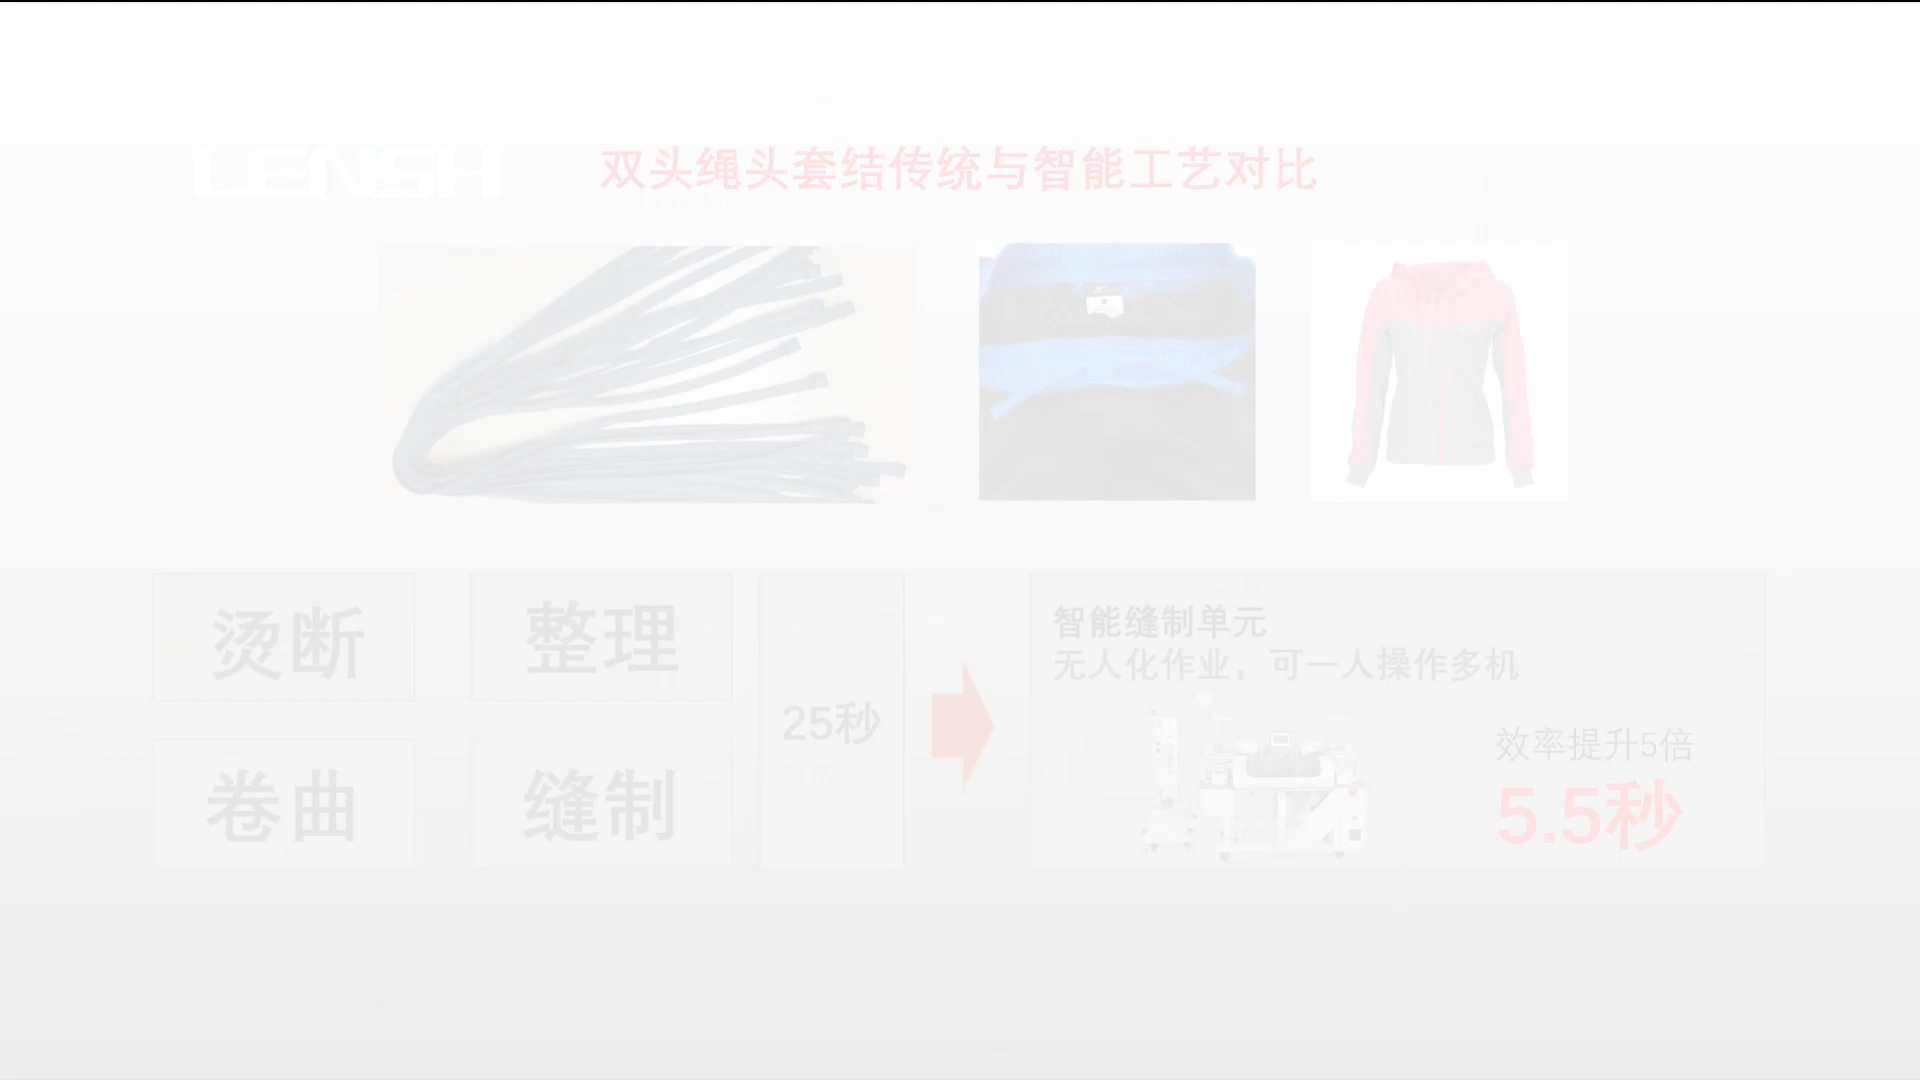 LENSH
双头绳头套结传统与智能工艺对比
烫断
整理
卷曲
缝制
25秒
智能缝制单元
无人化作业，可一人操作多机
效率提升5倍
5.5秒